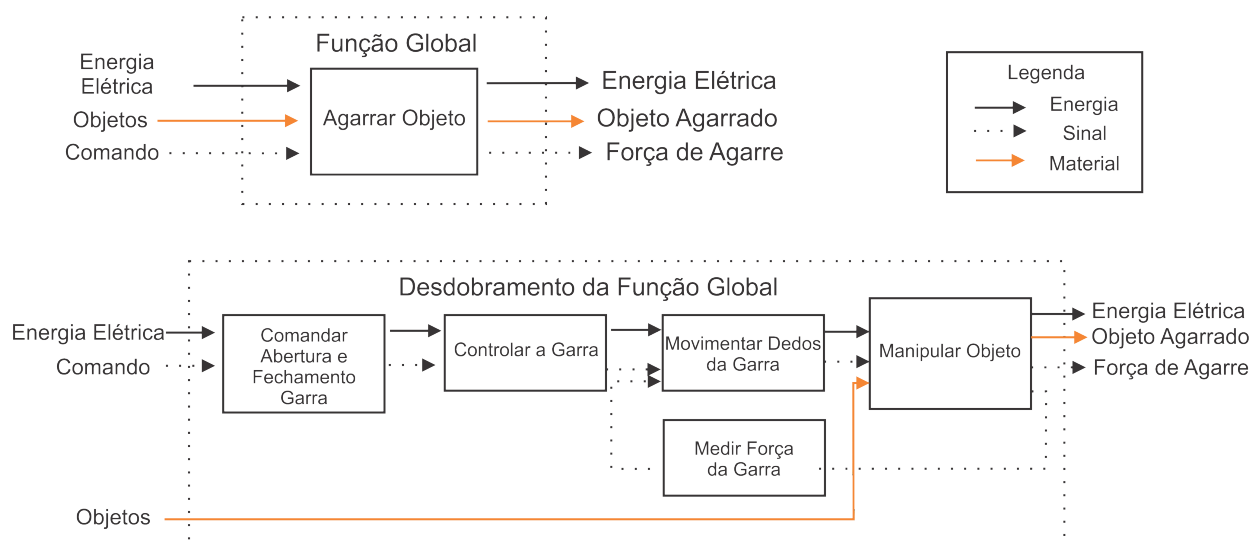 Função Global
Energia
Elétrica
Objetos
Comando
Agarrar Objeto
Energia Elétrica
Objeto Agarrado
Força de Agarre
Legenda
Energia
Sinal
Material
Desdobramento da Função Global
Energia Elétrica
Comando
Comandar
Abertura e
Fechamento
Garra
Controlar a Garra
Movimentar Dedos
da Garra
Manipular Objeto
Energia Elétrica
Objeto Agarrado
Força de Agarre
Medir Força
da Garra
Objetos